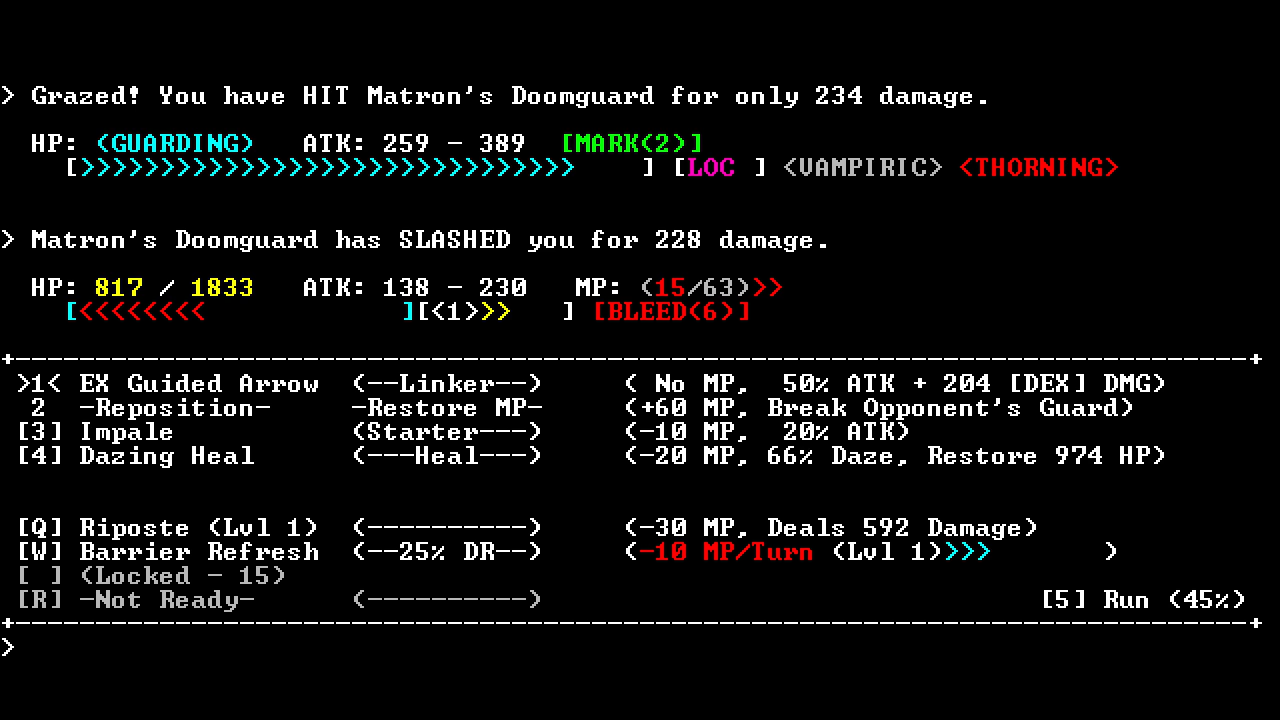 > Grazed! You have HIT Matron's Doomguard for only 234 damage.
HP: (GUARDING)   ATK: 259 - 389  [MARK(2)]
[>>>>>>>>>>>>>>>>>>>>>>>>>>>>>>>    ] [LOC ] <VAMPIRIC> <THORNING>
> Matron's Doomguard has SLASHED you for 228 damage.
HP: 817 / 1833   ATK: 138 - 230   MP: (15/63)>>
[<<<<<<<<            ][<1>>>   ] [BLEED(6)]
+-----------------------------------------------------------------------------+
>1< EX Guided Arrow  (--Linker--)     ( No MP,  50% ATK + 204 [DEX] DMG)
2  -Reposition-     -Restore MP-     (+60 MP, Break Opponent's Guard)
[3] Impale           (Starter---)     (-10 MP,  20% ATK)
[4] Dazing Heal      (---Heal---)     (-20 MP, 66% Daze, Restore 974 HP)
[Q] Riposte (Lvl 1)  (----------)     (-30 MP, Deals 592 Damage)
[W] Barrier Refresh  (--25% DR--)     (-10 MP/Turn (Lvl 1)>>>       )
[ ] (Locked - 15)
[R] -Not Ready-      (----------)                               [5] Run (45%)
+-----------------------------------------------------------------------------+
>